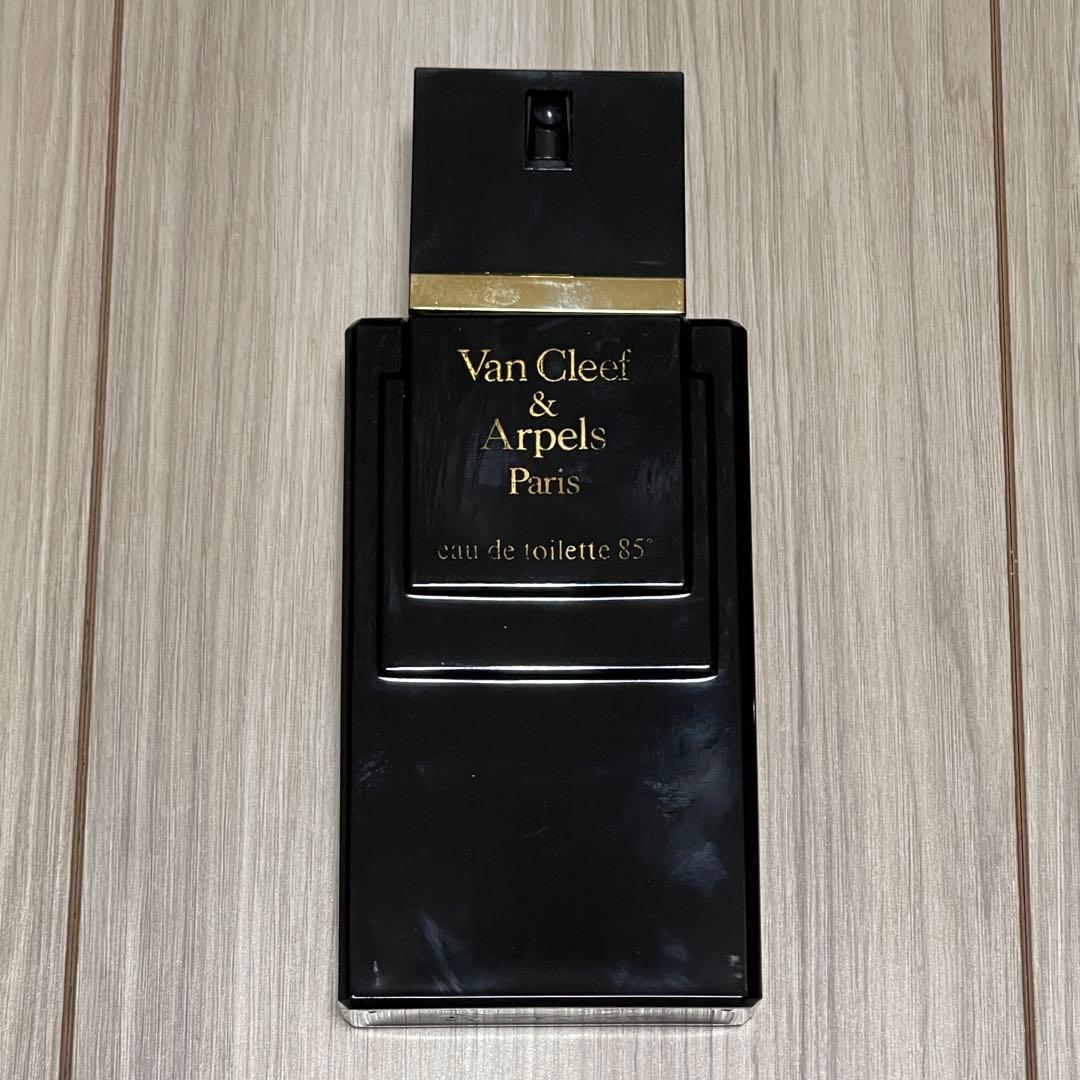 Van Cleef
&
Arpels
Paris
eau de toilette 85°